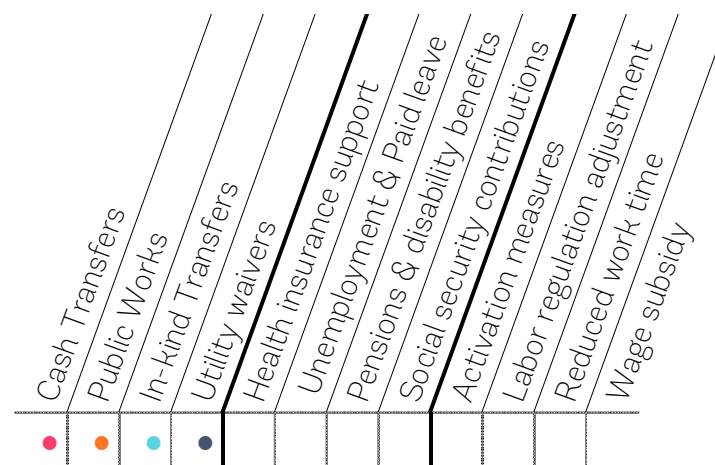 Cash Transfers
Public Works
In-kind Transfers
Utility waivers
Health insurance support
Unemployment & Paid leave
Pensions & disability benefits
Social security contributions
Activation measures
Labor regulation adjustment
Reduced work time
Wage subsidy